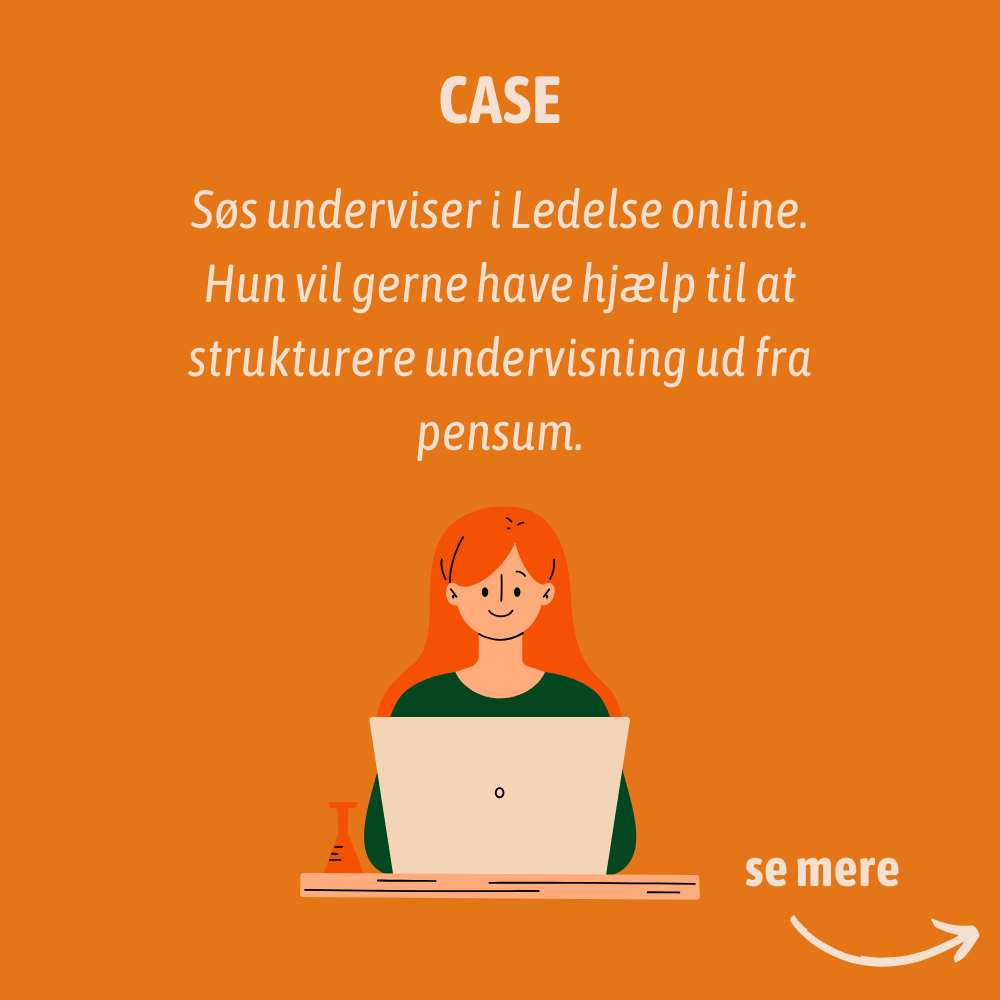 CASE
Søs underviser i Ledelse online.
Hun vil gerne have hjælp til at
strukturere undervisning ud fra
pensum.
se mere